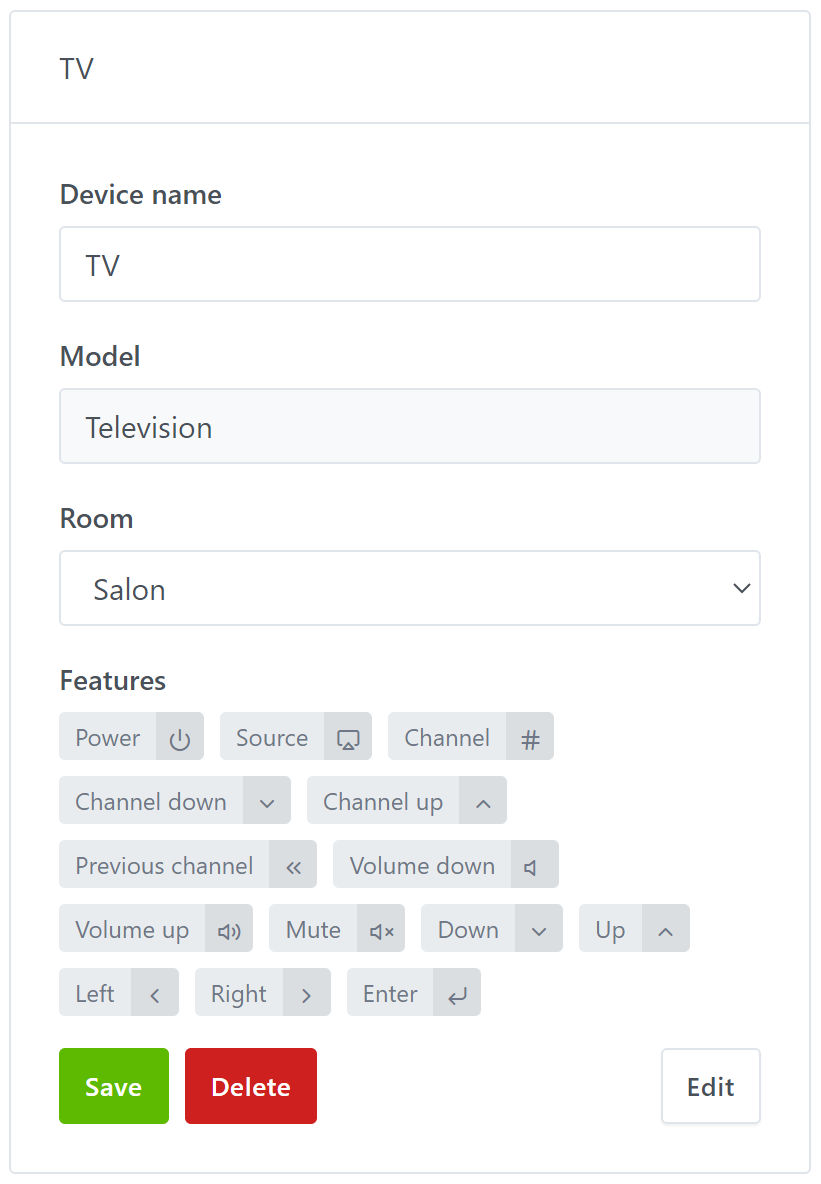 TV
Device name
TV
Model
Television
Room
Salon
Features
Power Source Channel #
Channel down Channel up
Previous channel Volume down
Volume up Mute Down Up
Left Right Enter
Save Delete Edit